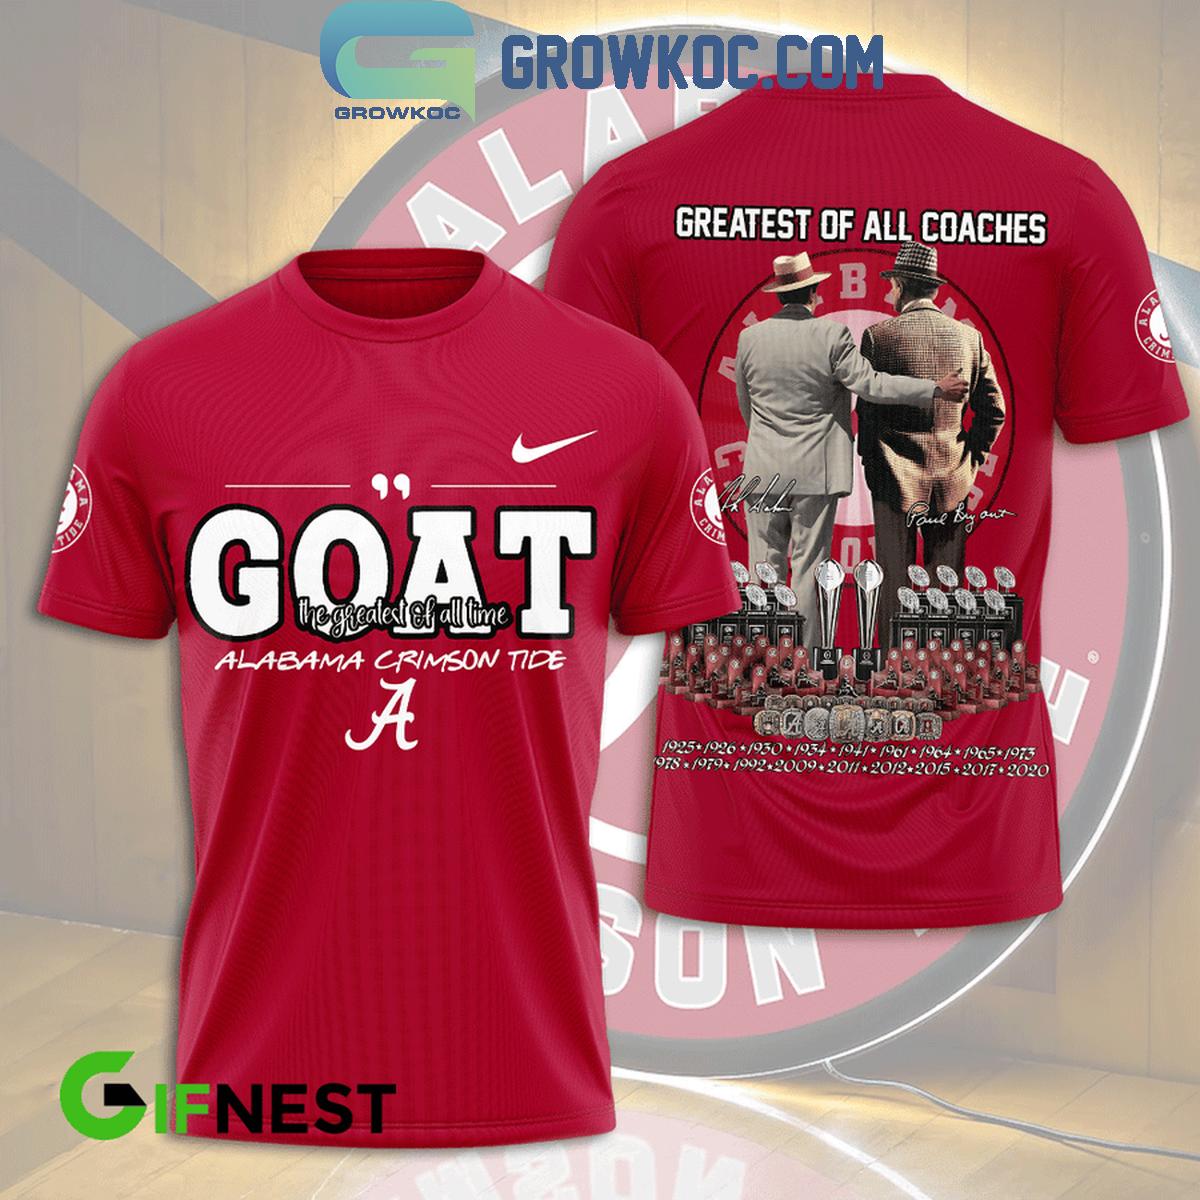 GROWKOC
GROWKOC.COM
GREATEST OF ALL COACHES
Paul Bryant
1925★1926★1930★1934★1941★1961★1964★1965★1973
978★1979★1992★2009★2011★2012★2015★2017★2020
”
GOAT
the greatest of all time
ALABAMA CRIMSON TIDE
A
GIFNEST